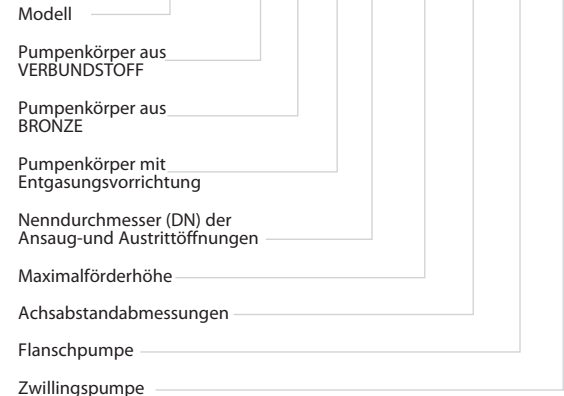 Modell
Pumpenkörper aus
VERBUNDSTOFF
Pumpenkörper aus
BRONZE
Pumpenkörper mit
Entgasungsvorrichtung
Nenndurchmesser (DN) der
Ansaug-und Austrittöffnungen
Maximalförderhöhe
Achsabstandabmessungen
Flanschpumpe
Zwillingspumpe